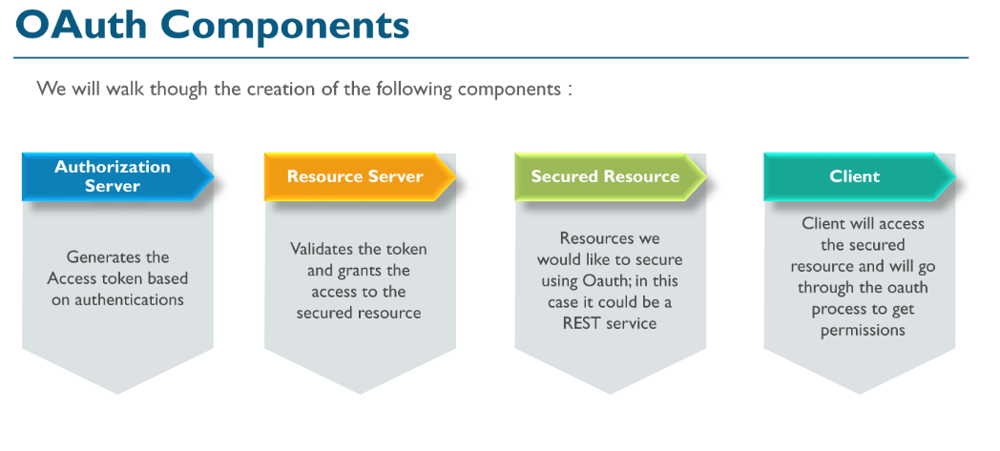 OAuth Components
We will walk though the creation of the following components :
Authorization
Server
Generates the
Access token based
on authentications
Resource Server
Validates the token
and grants the
access to the
secured resource
Secured Resource
Resources we
would like to secure
using Oauth; in this
case it could be a
REST service
Client
Client will access
the secured
resource and will go
through the oauth
process to get
permissions